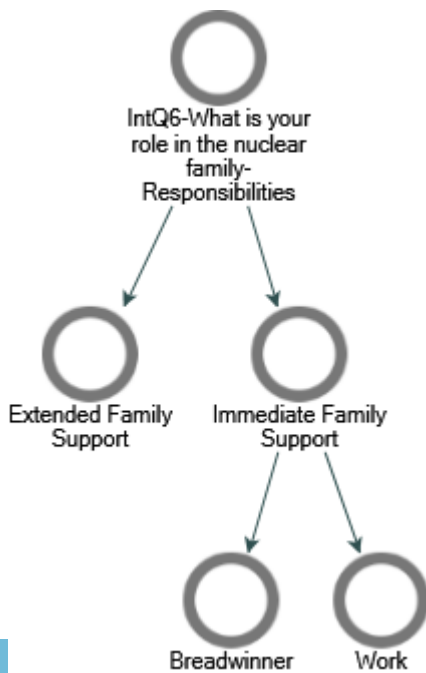 IntQ6-What is your
role in the nuclear
family-
Responsibilities
Extended Family
Support
Immediate Family
Support
Breadwinner
Work